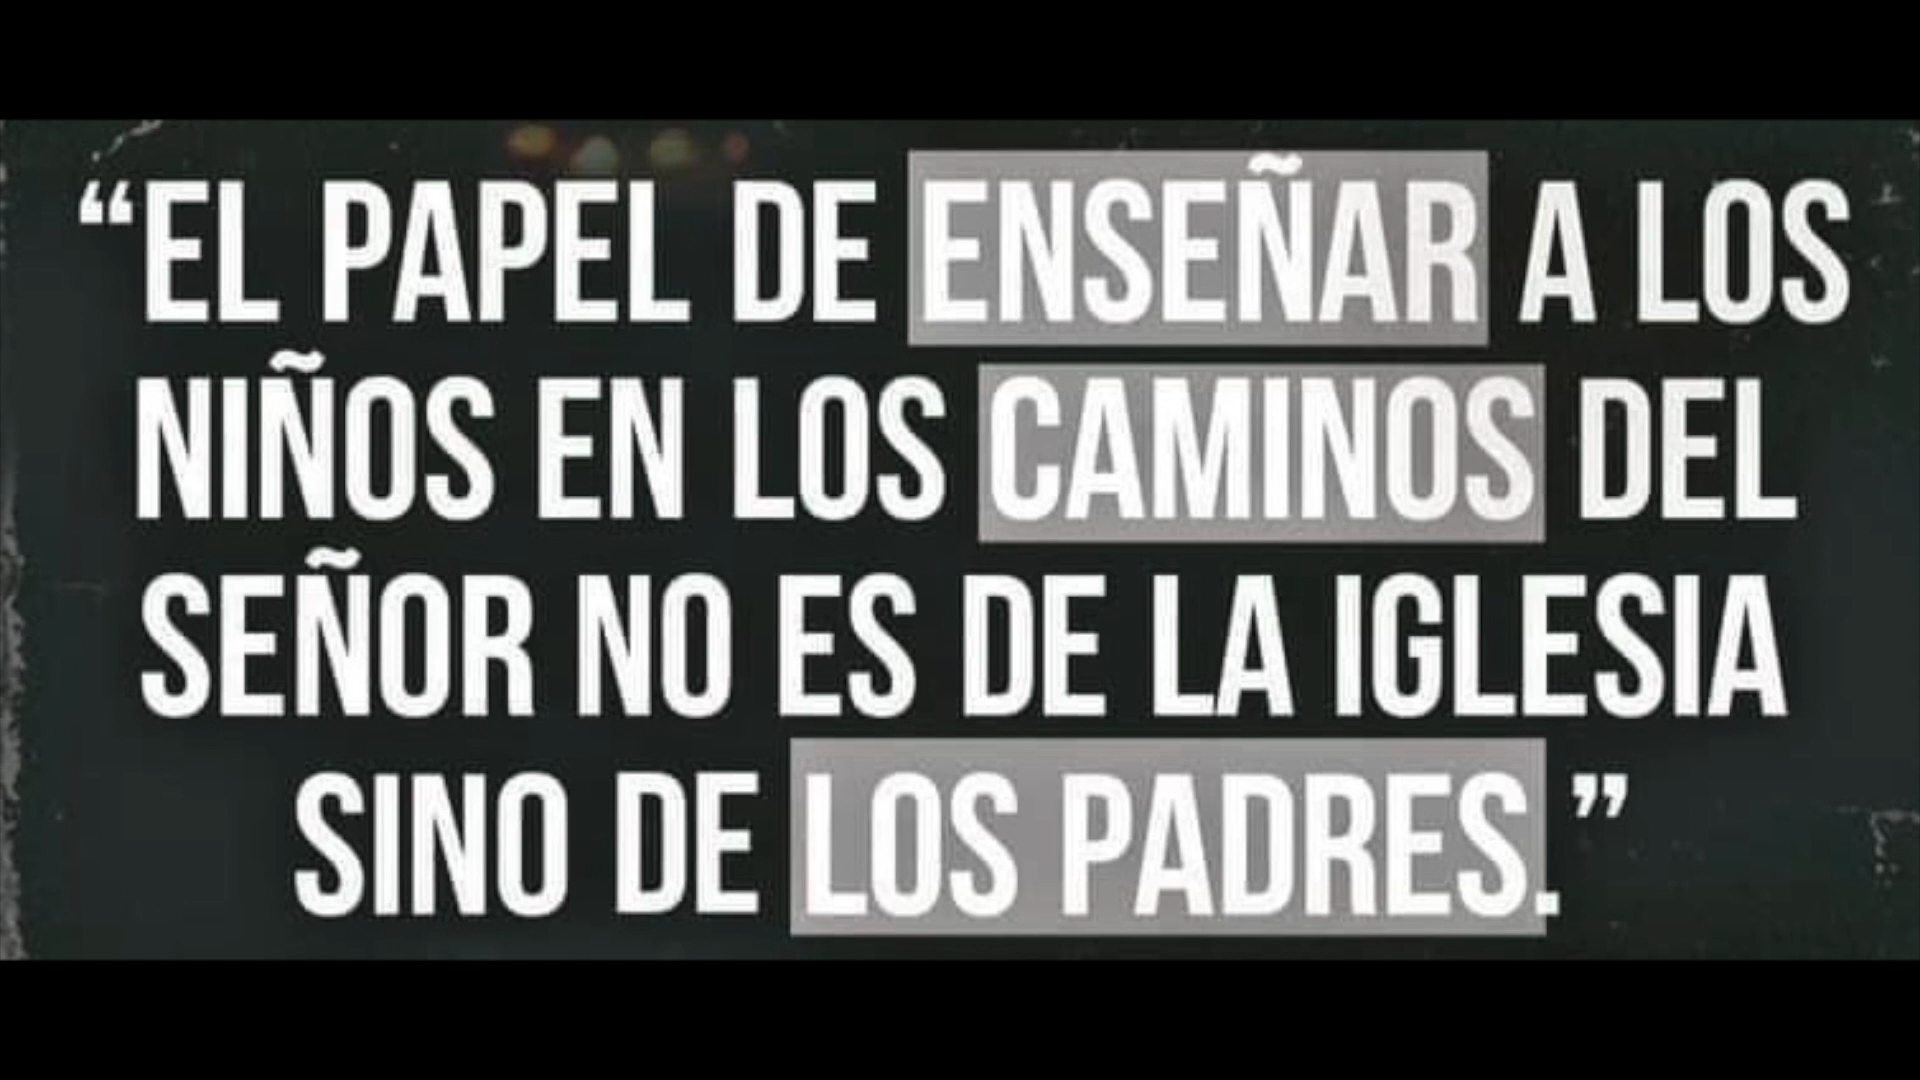 “EL PAPEL DE ENSEÑAR A LOS
NIÑOS EN LOS CAMINOS DEL
SEÑOR NO ES DE LA IGLESIA
SINO DE LOS PADRES.”